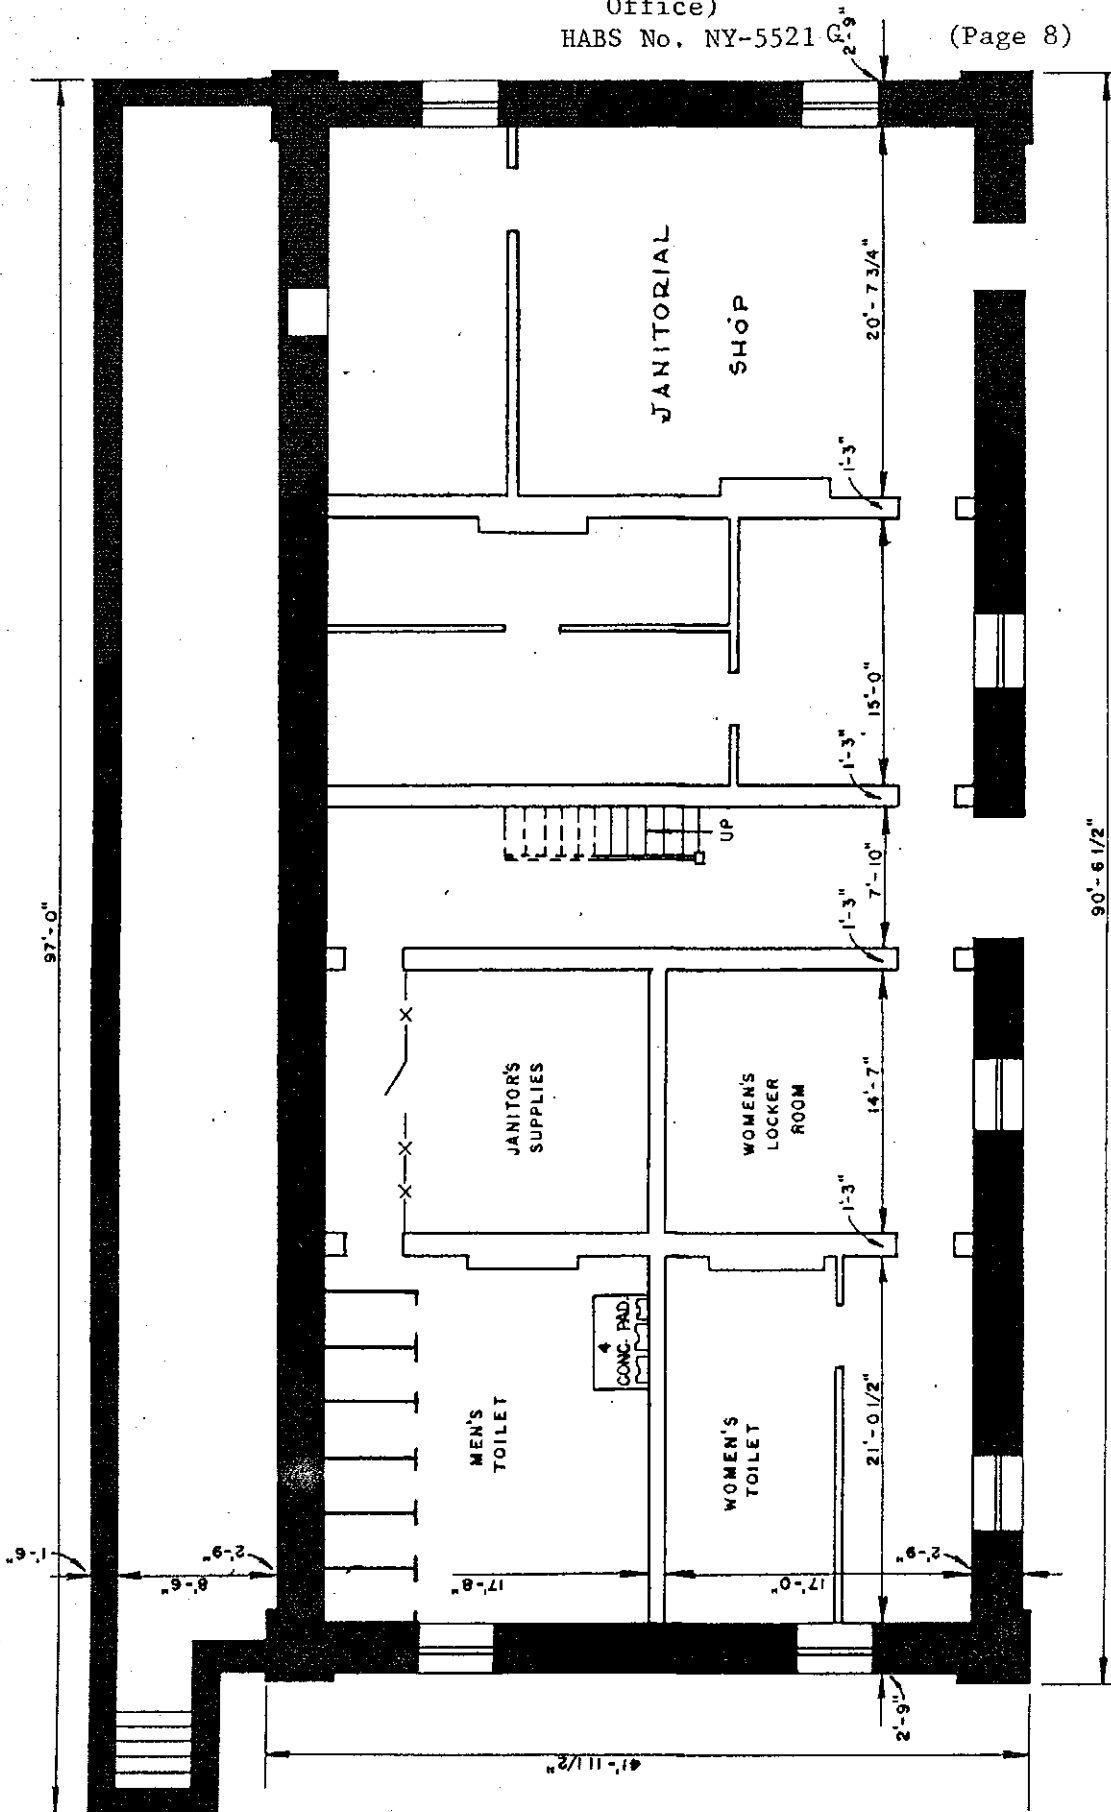 Office)
HABS No. NY-5521 G
(Page 8)
2'-9"
JANITORIAL
SHOP
20'-7 3/4"
1'-3"
15'-0"
1'-3"
UP
7'-10"
1'-3"
97'-0"
90'-6 1/2"
JANITOR'S
SUPPLIES
WOMEN'S
LOCKER
ROOM
14'-7"
1'-3"
4
CONC. PAD.
MEN'S
TOILET
WOMEN'S
TOILET
21'-0 1/2"
1'-6"
8'-6"
2'-9"
17'-8"
17'-0"
2'-9"
2'-9"
41'-11 1/2"